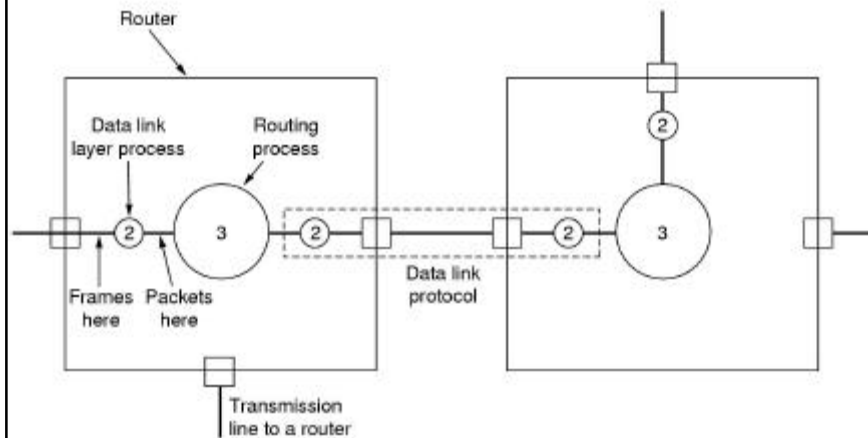 Router
Data link
layer process
Routing
process
2
2
3
2
2
3
Frames
here
Packets
here
Data link
protocol
Transmission
line to a router